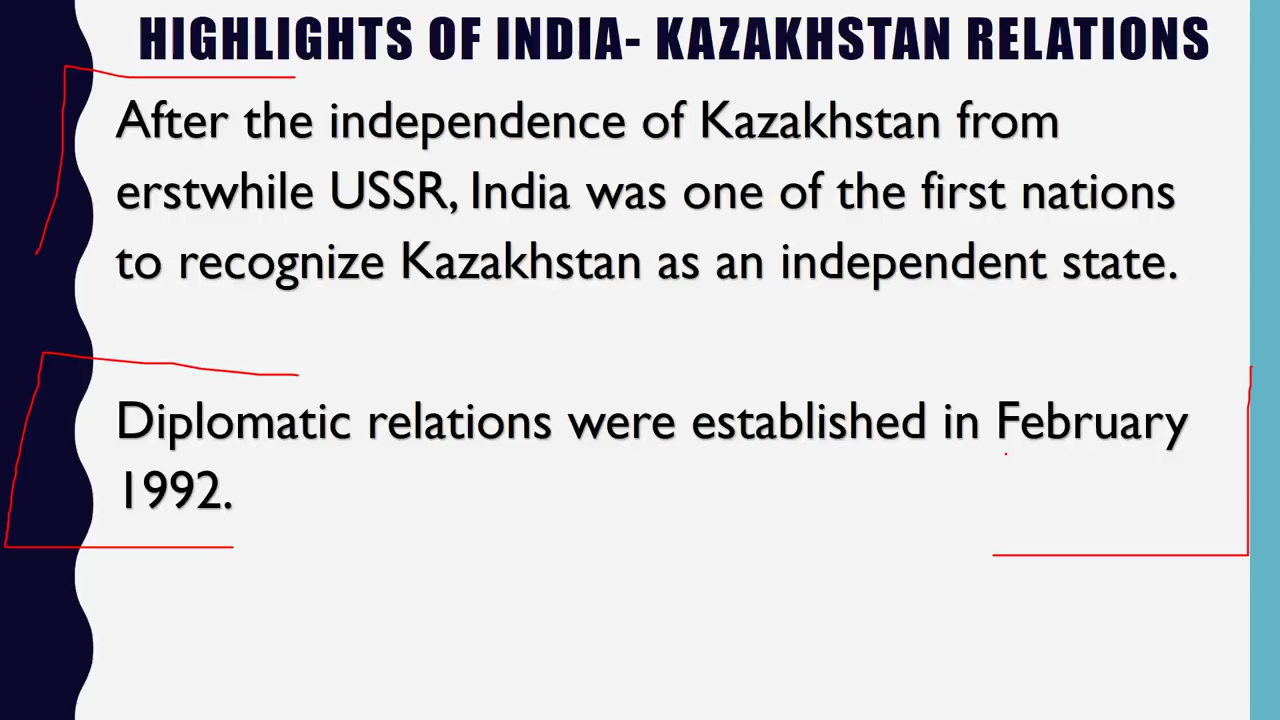 HIGHLIGHTS OF INDIA- KAZAKHSTAN RELATIONS
After the independence of Kazakhstan from
erstwhile USSR, India was one of the first nations
to recognize Kazakhstan as an independent state.
Diplomatic relations were established in February
1992.